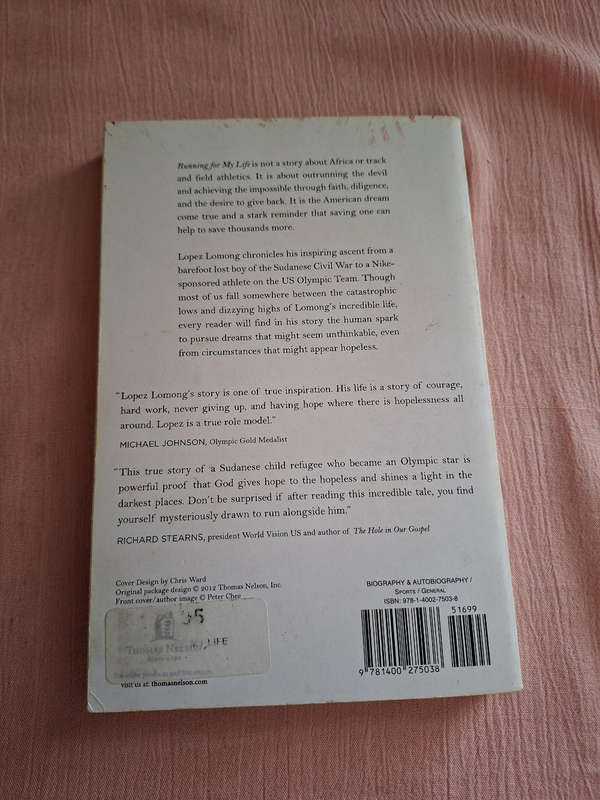 Running for My Life is not a story about Africa or track
and field athletics. It is about outrunning the devil
and achieving the impossible through faith, diligence,
and the desire to give back. It is the American dream
come true and a stark reminder that saving one can
help to save thousands more.
Lopez Lomong chronicles his inspiring ascent from a
barefoot lost boy of the Sudanese Civil War to a Nike-
sponsored athlete on the US Olympic Team. Though
most of us fall somewhere between the catastrophic
lows and dizzying highs of Lomong's incredible life,
every reader will find in his story the human spark
to pursue dreams that might seem unthinkable, even
from circumstances that might appear hopeless.
"Lopez Lomong's story is one of true inspiration. His life is a story of courage,
hard work, never giving up, and having hope where there is hopelessness all
around. Lopez is a true role model."
MICHAEL JOHNSON, Olympic Gold Medalist
"This true story of a Sudanese child refugee who became an Olympic star is
powerful proof that God gives hope to the hopeless and shines a light in the
darkest places. Don't be surprised if after reading this incredible tale, you find
yourself mysteriously drawn to run alongside him."
RICHARD STEARNS, president World Vision US and author of The Hole in Our Gospel
Cover Design by Chris Ward
Original package design © 2012 Thomas Nelson, Inc.
Front cover/author image © Peter Chee
35
LIFE
THOMAS NELSON
visit us at: thomasnelson.com
BIOGRAPHY & AUTOBIOGRAPHY /
SPORTS / GENERAL
ISBN: 978-1-4002-7503-8
51699
9 781400 275038